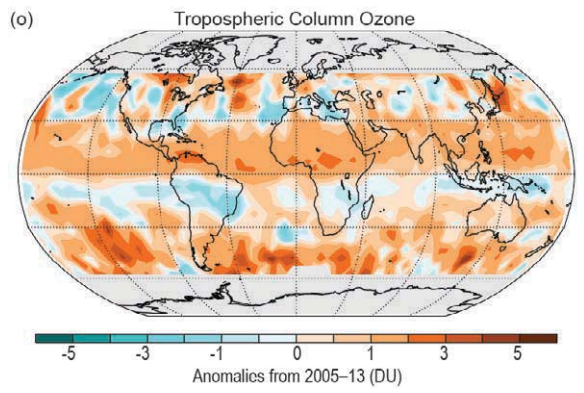 (o) Tropospheric Column Ozone
-5 -3 -1 0 1 3 5
Anomalies from 2005–13 (DU)